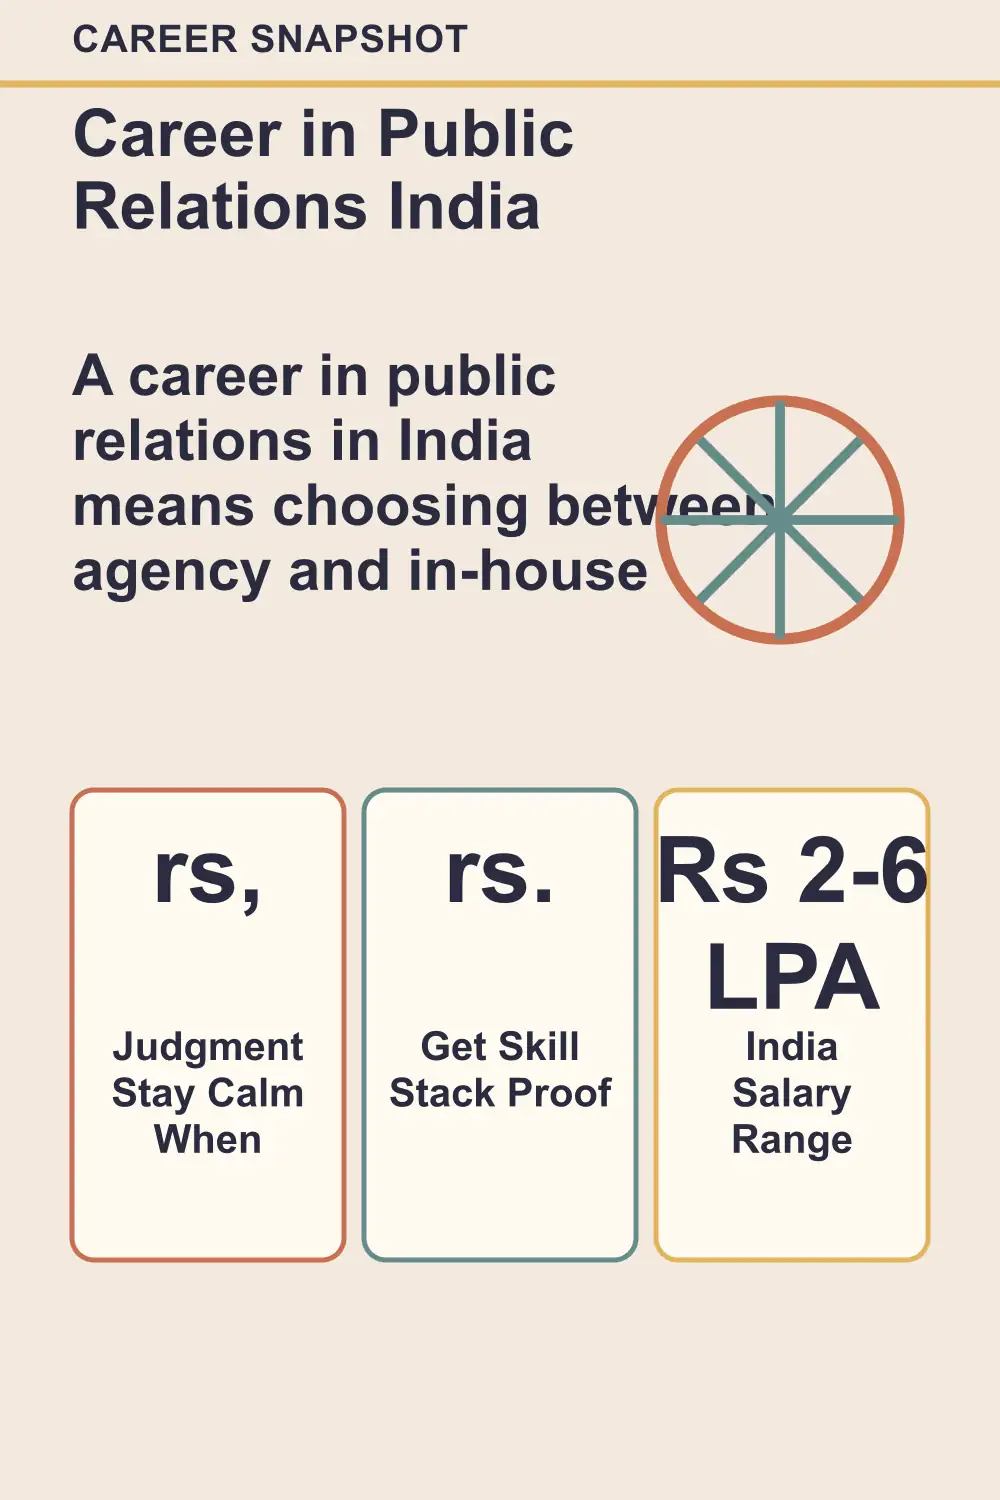 CAREER SNAPSHOT
Career in Public
Relations India
A career in public
relations in India
means choosing between
agency and in-house
rs,
Judgment
Stay Calm
When
rs.
Get Skill
Stack Proof
Rs 2-6
LPA
India
Salary
Range